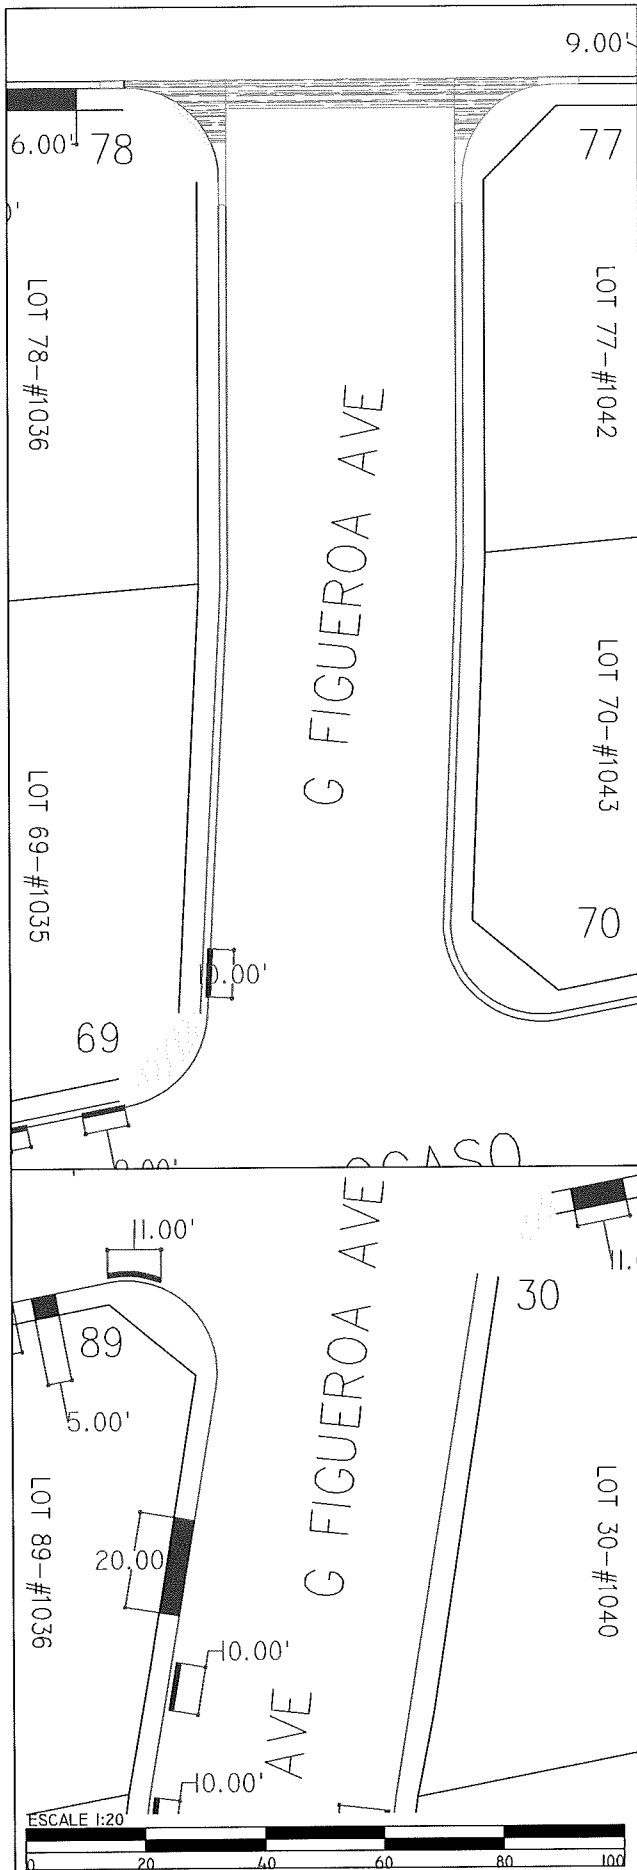 9.00'
6.00'
78
77
LOT 78-#1036
LOT 77-#1042
G FIGUEROA AVE
LOT 69-#1035
LOT 70-#1043
70
10.00'
69
11.00'
G FIGUEROA AVE
30
89
5.00'
LOT 89-#1036
LOT 30-#1040
20.00
10.00'
AVE
10.00'
ESCALE 1:20
0 20 40 60 80 100